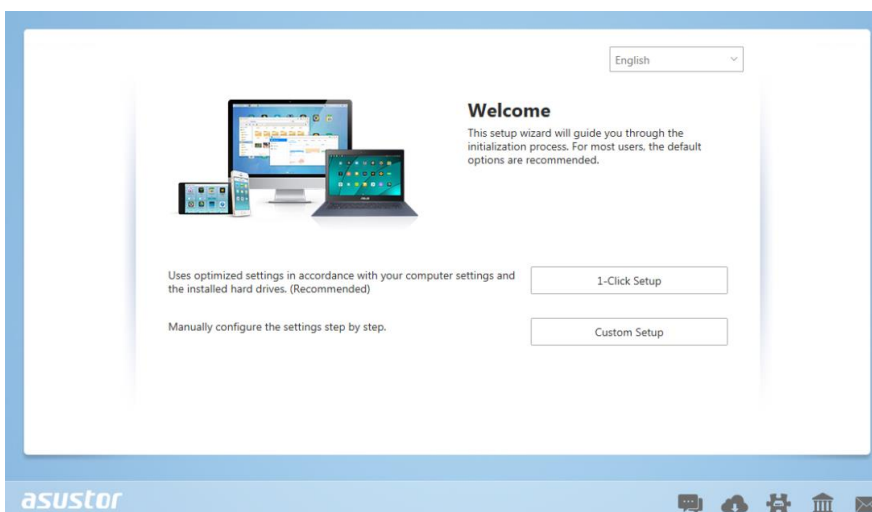 English
Welcome
This setup wizard will guide you through the
initialization process. For most users, the default
options are recommended.
Uses optimized settings in accordance with your computer settings and
the installed hard drives. (Recommended)
1-Click Setup
Manually configure the settings step by step.
Custom Setup
asustor